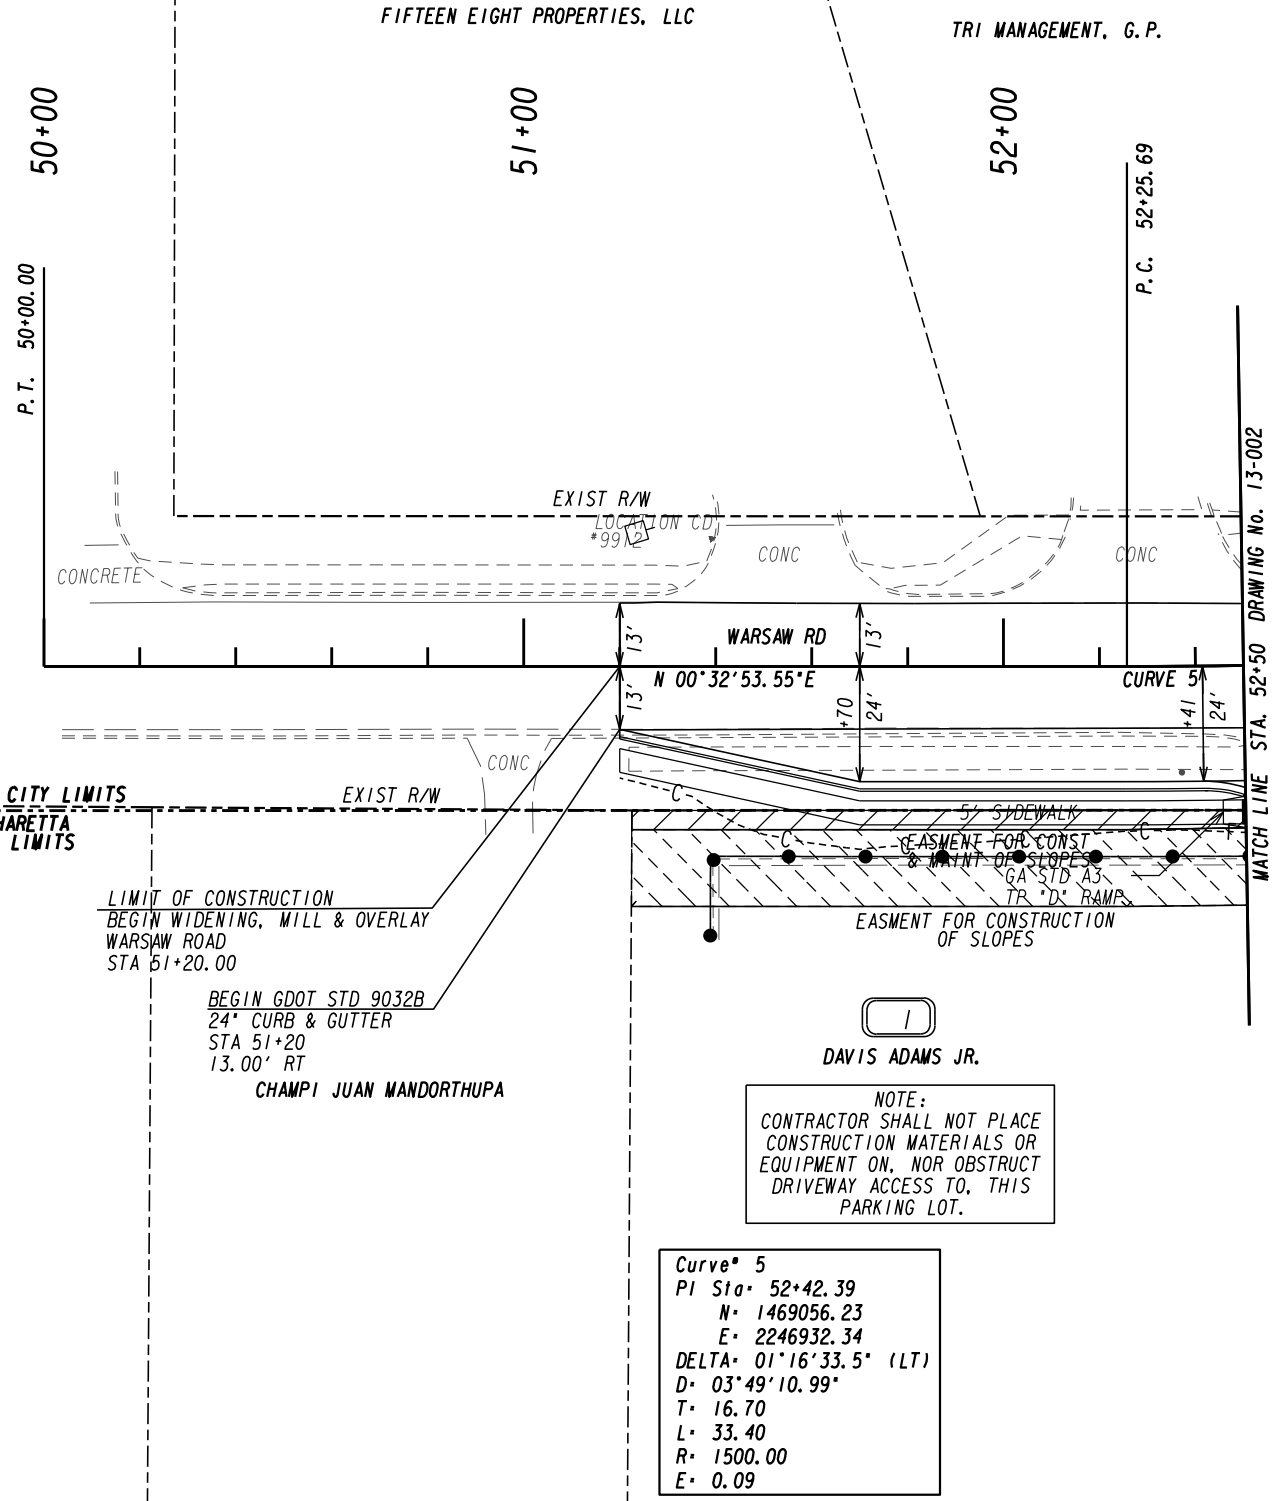 FIFTEEN EIGHT PROPERTIES, LLC
TRI MANAGEMENT, G.P.
50+00
51+00
52+00
P.T. 50+00.00
P.C. 52+25.69
EXIST R/W
LOCATION CD
#9912
CONCRETE
CONC
CONC
13'
WARSAW RD
13'
N 00°32'53.55"E
CURVE 5
13'
+70
24'
+41
24'
MATCH LINE STA. 52+50 DRAWING No. 13-002
CONC
CITY LIMITS
EXIST R/W
HARETTA
LIMITS
C
5' SIDEWALK
C
C
C
C
F
EASMENT FOR CONST
& MAINT OF SLOPES
GA STD A3
TP "D" RAMP
LIMIT OF CONSTRUCTION
BEGIN WIDENING, MILL & OVERLAY
WARSAW ROAD
STA 51+20.00
EASMENT FOR CONSTRUCTION
OF SLOPES
BEGIN GDOT STD 9032B
24" CURB & GUTTER
STA 51+20
13.00' RT
CHAMPI JUAN MANDORTHUPA
1
DAVIS ADAMS JR.
NOTE:
CONTRACTOR SHALL NOT PLACE
CONSTRUCTION MATERIALS OR
EQUIPMENT ON, NOR OBSTRUCT
DRIVEWAY ACCESS TO, THIS
PARKING LOT.
Curve# 5
PI Sta= 52+42.39
N= 1469056.23
E= 2246932.34
DELTA= 01°16'33.5" (LT)
D= 03°49'10.99"
T= 16.70
L= 33.40
R= 1500.00
E= 0.09